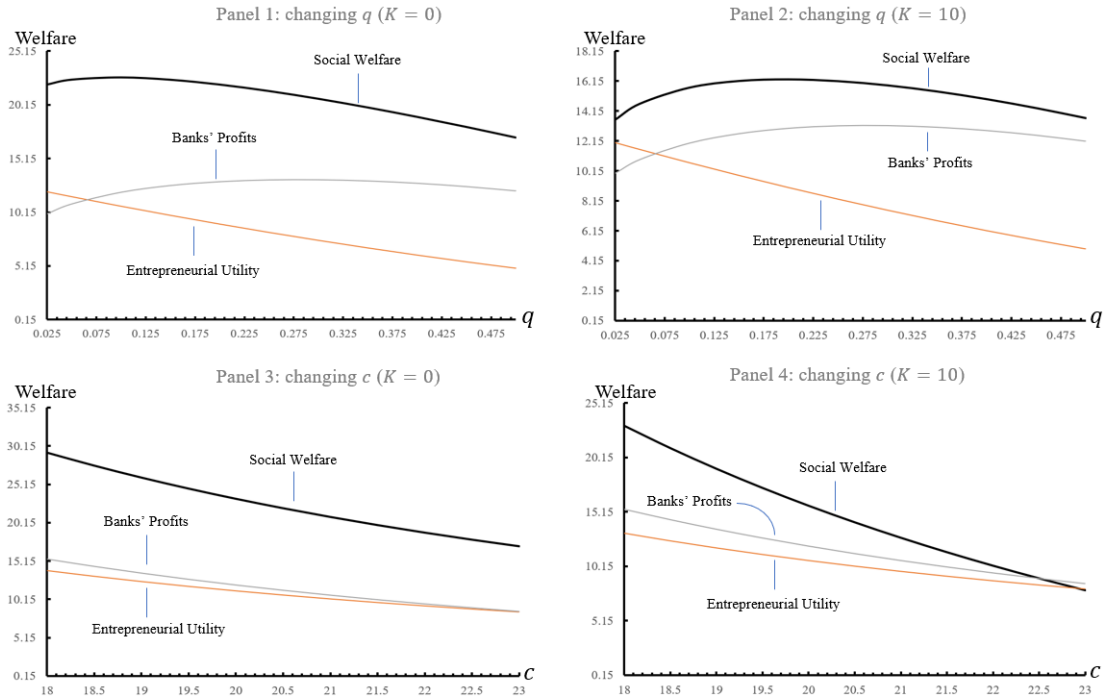 Panel 1: changing q (K = 0)
Welfare
25.15
20.15
15.15
10.15
5.15
0.15
Social Welfare
Banks’ Profits
Entrepreneurial Utility
0.025 0.075 0.125 0.175 0.225 0.275 0.325 0.375 0.425 0.475
q
Panel 2: changing q (K = 10)
Welfare
18.15
16.15
14.15
12.15
10.15
8.15
6.15
4.15
2.15
0.15
Social Welfare
Banks’ Profits
Entrepreneurial Utility
0.025 0.075 0.125 0.175 0.225 0.275 0.325 0.375 0.425 0.475
q
Panel 3: changing c (K = 0)
Welfare
35.15
30.15
25.15
20.15
15.15
10.15
5.15
0.15
Social Welfare
Banks’ Profits
Entrepreneurial Utility
18 18.5 19 19.5 20 20.5 21 21.5 22 22.5 23
c
Panel 4: changing c (K = 10)
Welfare
25.15
20.15
15.15
10.15
5.15
0.15
Social Welfare
Banks’ Profits
Entrepreneurial Utility
18 18.5 19 19.5 20 20.5 21 21.5 22 22.5 23
c